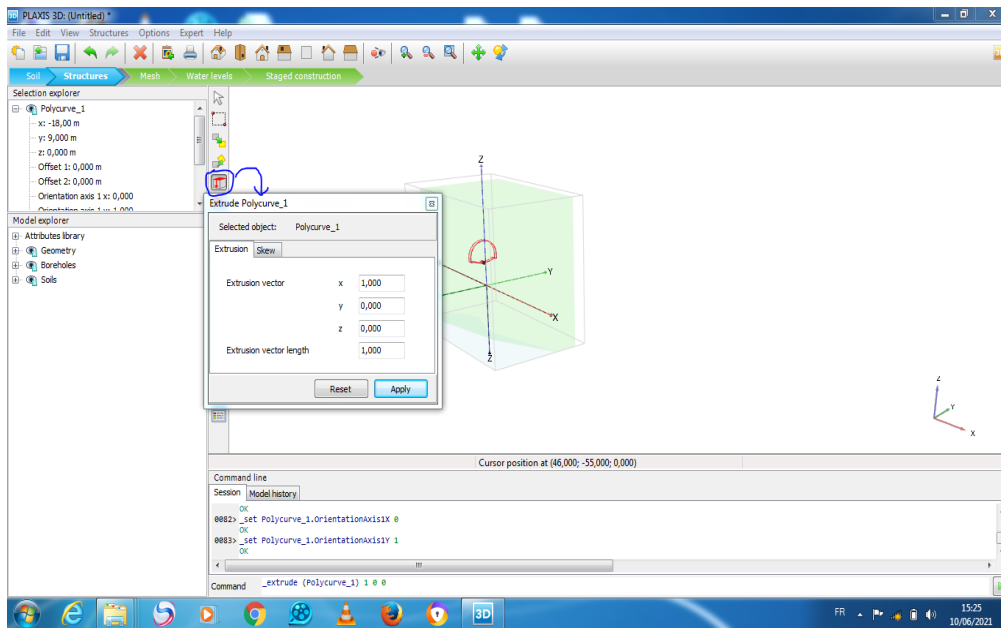 PLAXIS 3D: (Untitled) *
File Edit View Structures Options Expert Help
Soil Structures Mesh Water levels Staged construction
Selection explorer
Polycurve_1
x: -18,00 m
y: 9,000 m
z: 0,000 m
Offset 1: 0,000 m
Offset 2: 0,000 m
Orientation axis 1 x: 0,000
Orientation axis 1 y: 1,000
Model explorer
Attributes library
Geometry
Boreholes
Soils
Extrude Polycurve_1
Selected object: Polycurve_1
Extrusion Skew
Extrusion vector x 1,000
y 0,000
z 0,000
Extrusion vector length 1,000
Reset Apply
Z
Y
X
Z
Z
Y
X
Cursor position at (46,000; -55,000; 0,000)
Command line
Session Model history
OK
0082> _set Polycurve_1.OrientationAxis1X 0
OK
0083> _set Polycurve_1.OrientationAxis1Y 1
OK
Command _extrude (Polycurve_1) 1 0 0
3D
FR
15:25
10/06/2021